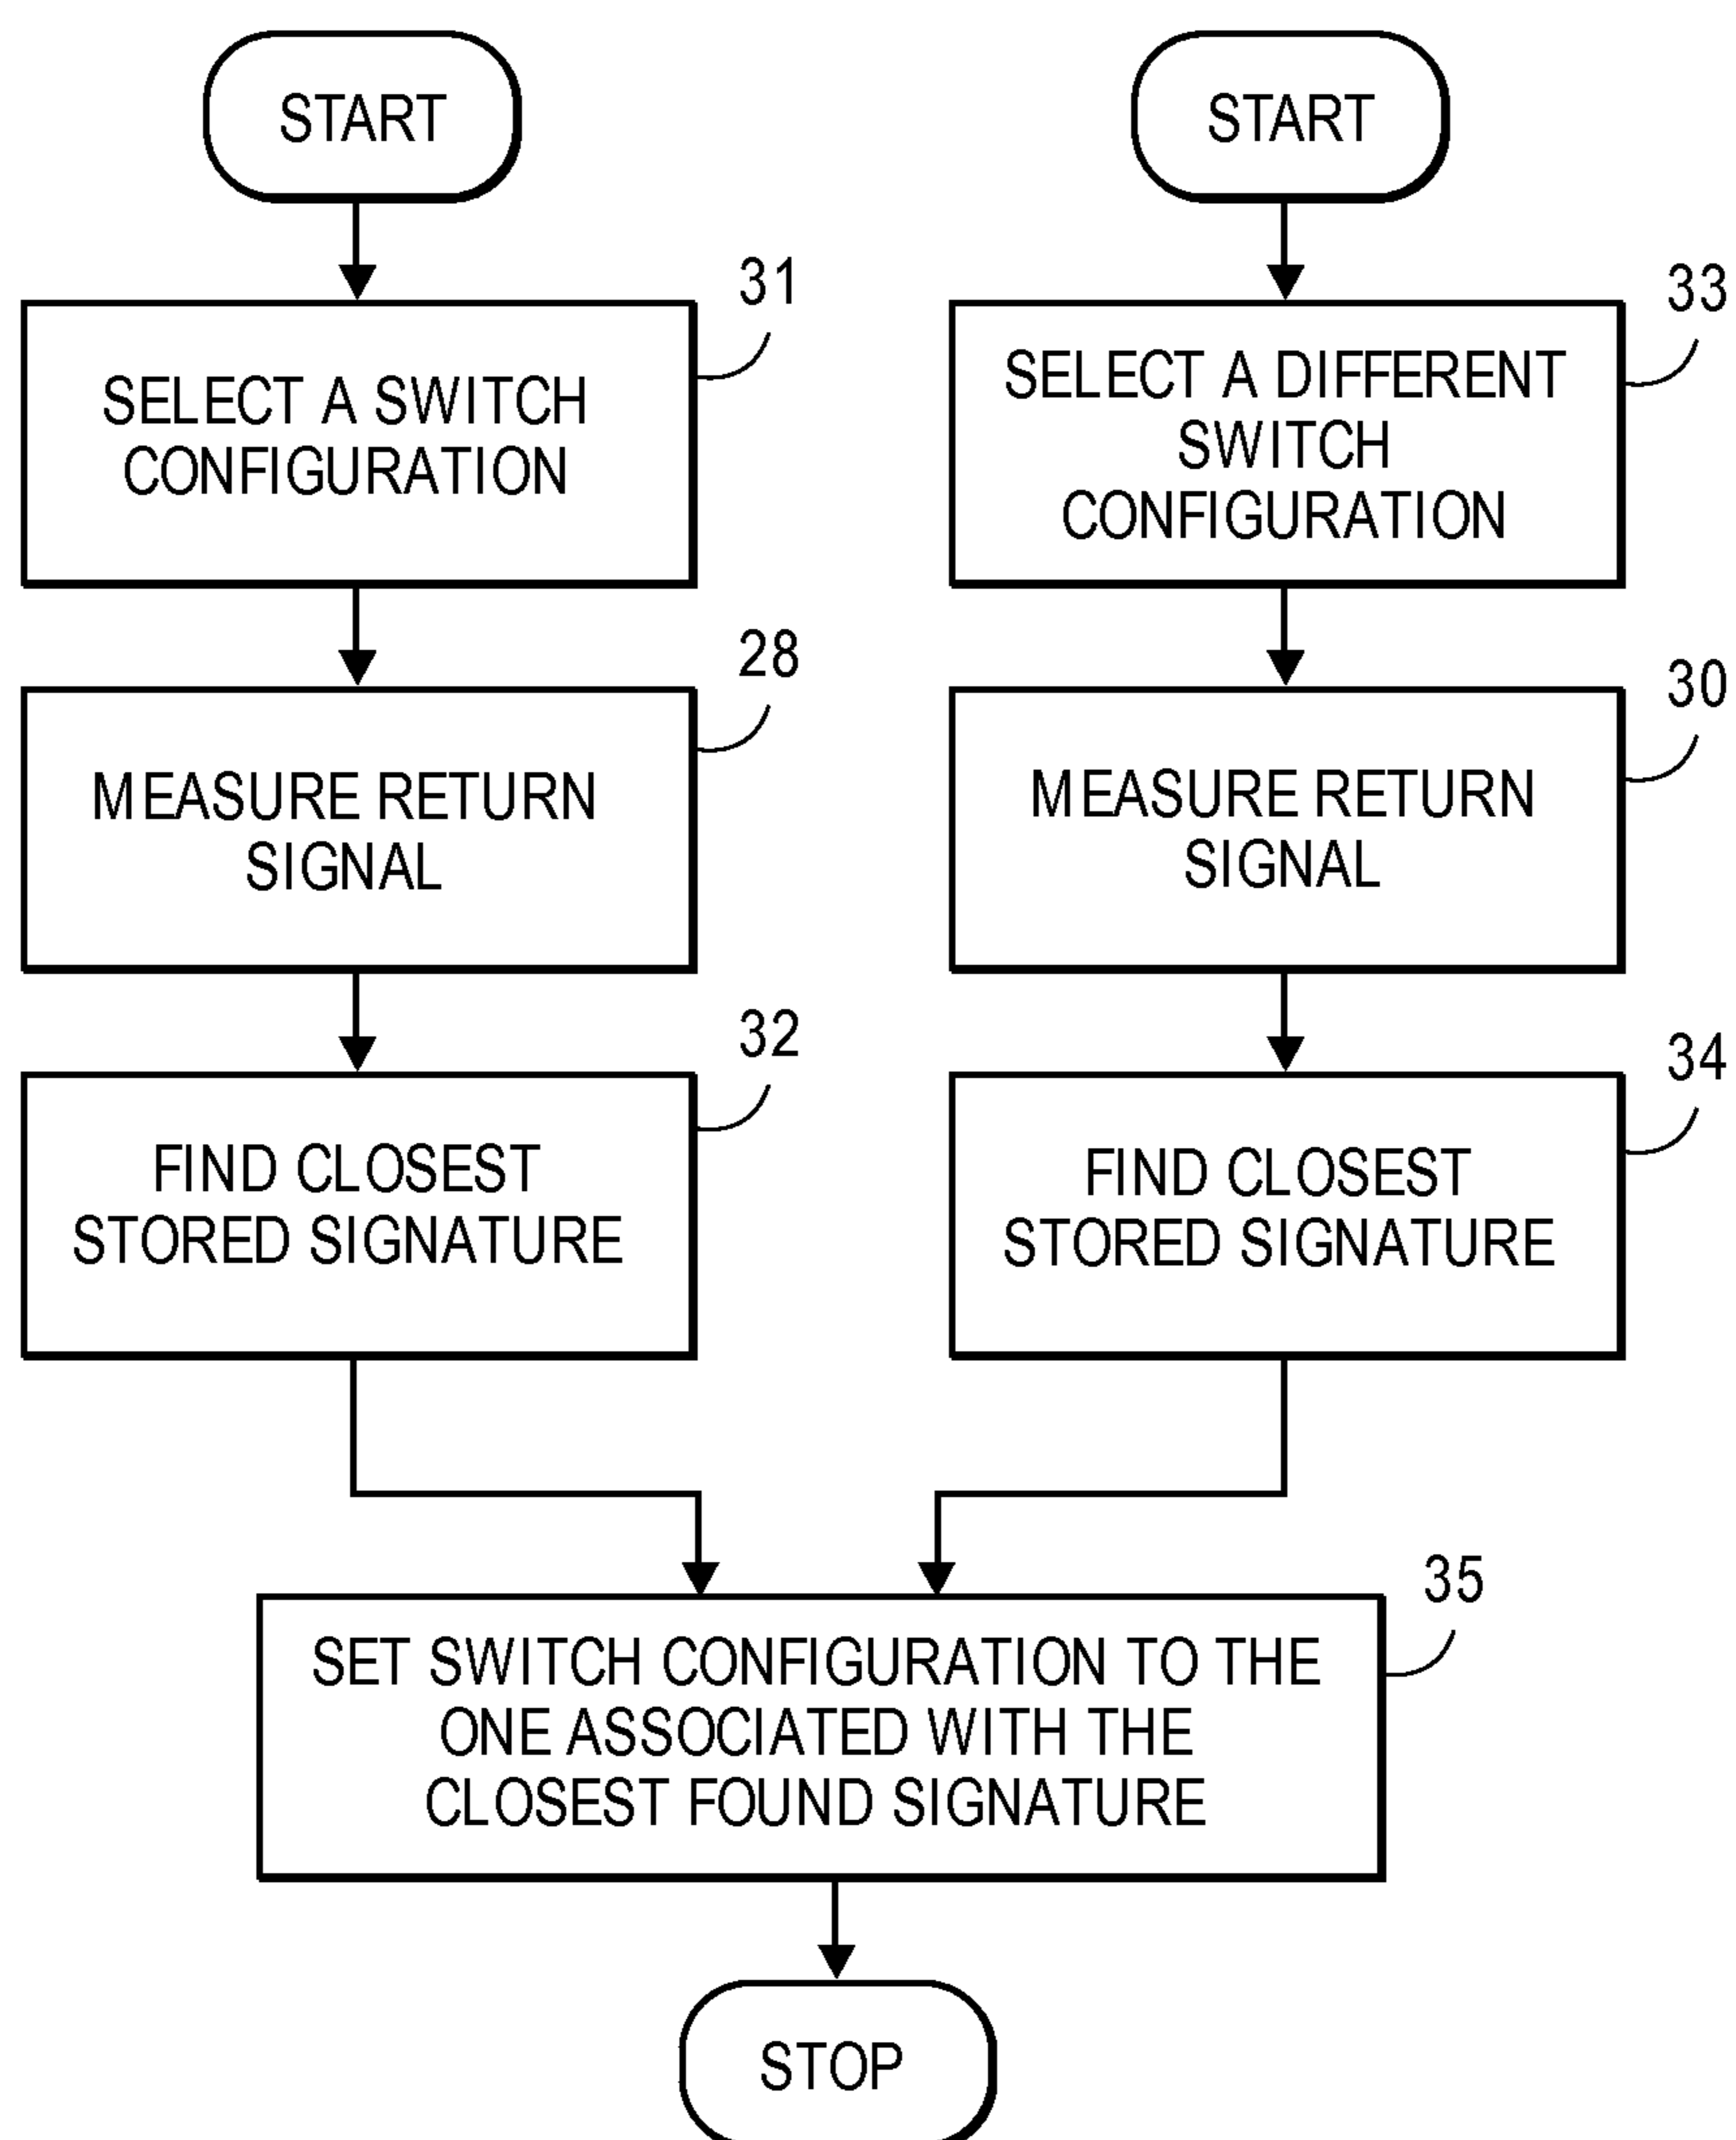 START
31
SELECT A SWITCH
CONFIGURATION
28
MEASURE RETURN
SIGNAL
32
FIND CLOSEST
STORED SIGNATURE
START
33
SELECT A DIFFERENT
SWITCH
CONFIGURATION
30
MEASURE RETURN
SIGNAL
34
FIND CLOSEST
STORED SIGNATURE
35
SET SWITCH CONFIGURATION TO THE
ONE ASSOCIATED WITH THE
CLOSEST FOUND SIGNATURE
STOP